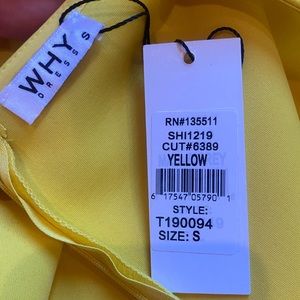 WHY
DRESS
S
RN#135511
SHI1219
CUT#6389
YELLOW
6 17547 05790 1
STYLE:
T190094
SIZE: S